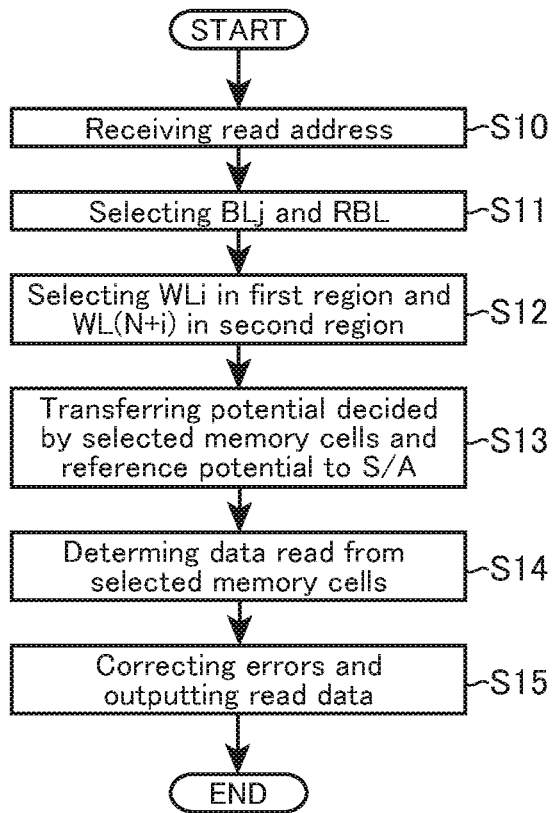 START
Receiving read address
S10
Selecting BLj and RBL
S11
Selecting WLi in first region and
WL(N+i) in second region
S12
Transferring potential decided
by selected memory cells and
reference potential to S/A
S13
Determing data read from
selected memory cells
S14
Correcting errors and
outputting read data
S15
END